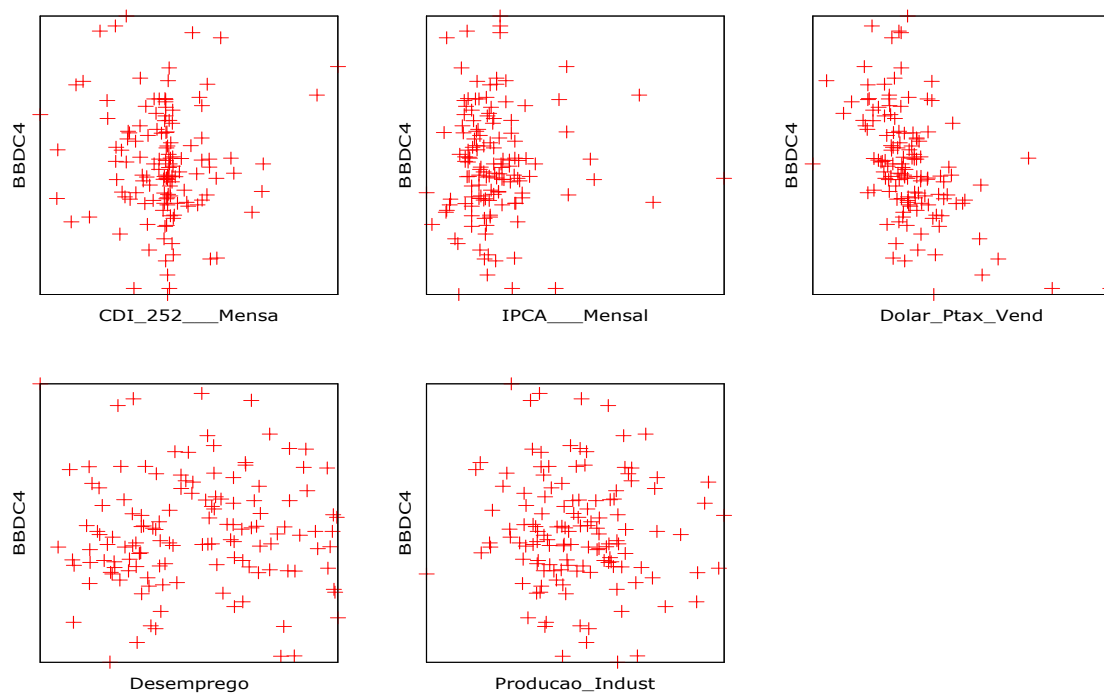 BBDC4
CDI_252___Mensa
BBDC4
IPCA___Mensal
BBDC4
Dolar_Ptax_Vend
BBDC4
Desemprego
BBDC4
Producao_Indust